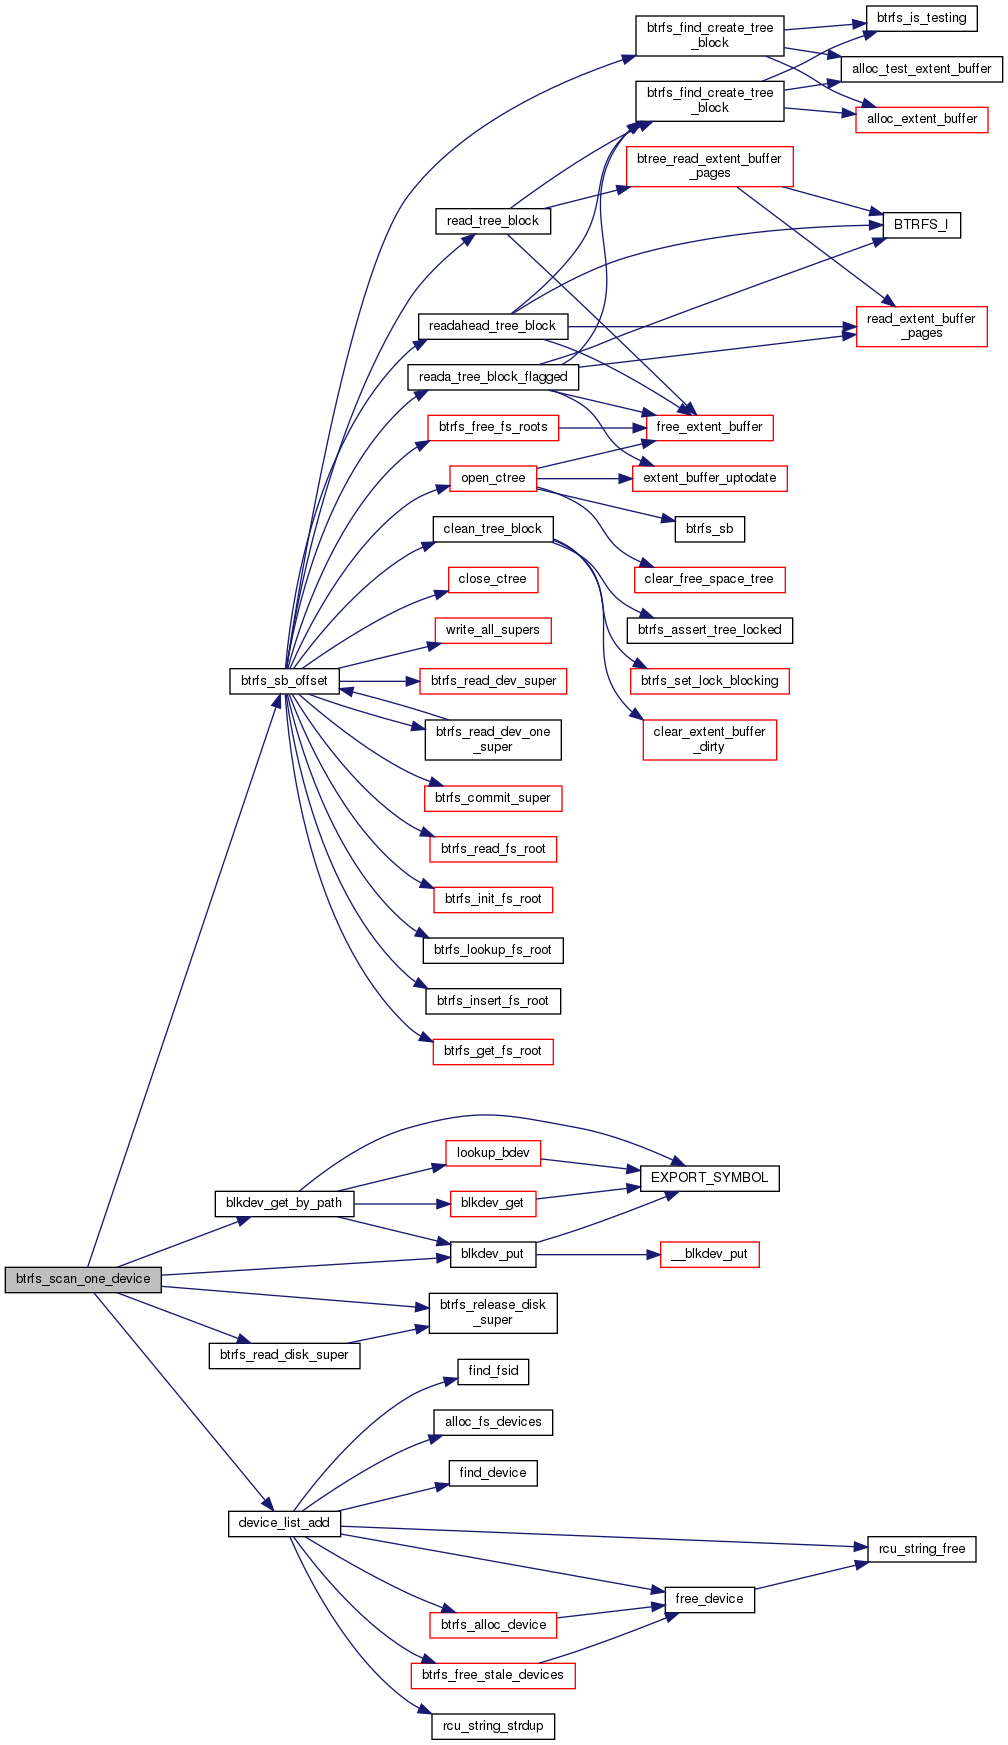 btrfs_find_create_tree
_block
btrfs_is_testing
alloc_test_extent_buffer
btrfs_find_create_tree
_block
alloc_extent_buffer
btree_read_extent_buffer
_pages
read_tree_block
BTRFS_I
readahead_tree_block
read_extent_buffer
_pages
reada_tree_block_flagged
btrfs_free_fs_roots
free_extent_buffer
open_ctree
extent_buffer_uptodate
clean_tree_block
btrfs_sb
close_ctree
clear_free_space_tree
write_all_supers
btrfs_assert_tree_locked
btrfs_sb_offset
btrfs_read_dev_super
btrfs_set_lock_blocking
btrfs_read_dev_one
_super
clear_extent_buffer
_dirty
btrfs_commit_super
btrfs_read_fs_root
btrfs_init_fs_root
btrfs_lookup_fs_root
btrfs_insert_fs_root
btrfs_get_fs_root
lookup_bdev
EXPORT_SYMBOL
blkdev_get_by_path
blkdev_get
blkdev_put
__blkdev_put
btrfs_scan_one_device
btrfs_release_disk
_super
btrfs_read_disk_super
find_fsid
alloc_fs_devices
find_device
device_list_add
rcu_string_free
free_device
btrfs_alloc_device
btrfs_free_stale_devices
rcu_string_strdup